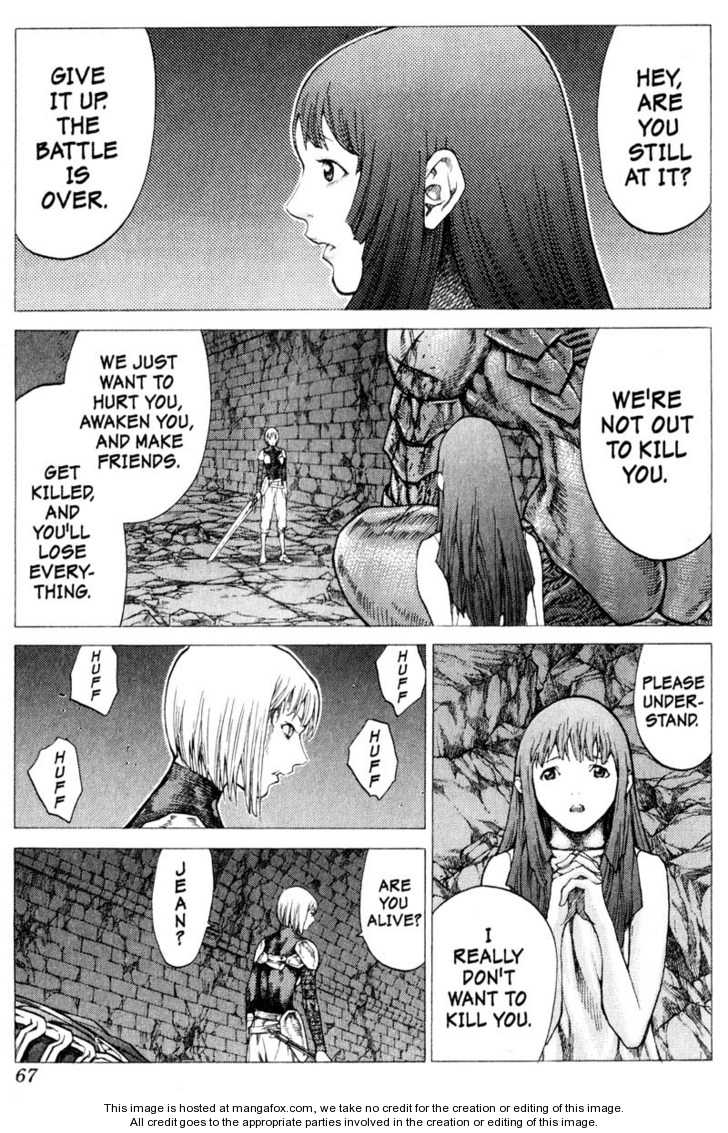 HEY,
ARE
YOU
STILL
AT IT?
GIVE
IT UP.
THE
BATTLE
IS
OVER.
WE'RE
NOT OUT
TO KILL
YOU.
WE JUST
WANT TO
HURT YOU,
AWAKEN YOU,
AND MAKE
FRIENDS.
GET
KILLED,
AND
YOU'LL
LOSE
EVERY-
THING.
PLEASE
UNDER-
STAND.
I
REALLY
DON'T
WANT TO
KILL YOU.
HUFF
HUFF
HUFF
HUFF
ARE
YOU
ALIVE?
JEAN?
67
This image is hosted at mangafox.com, we take no credit for the creation or editing of this image.
All credit goes to the appropriate parties involved in the creation or editing of this image.